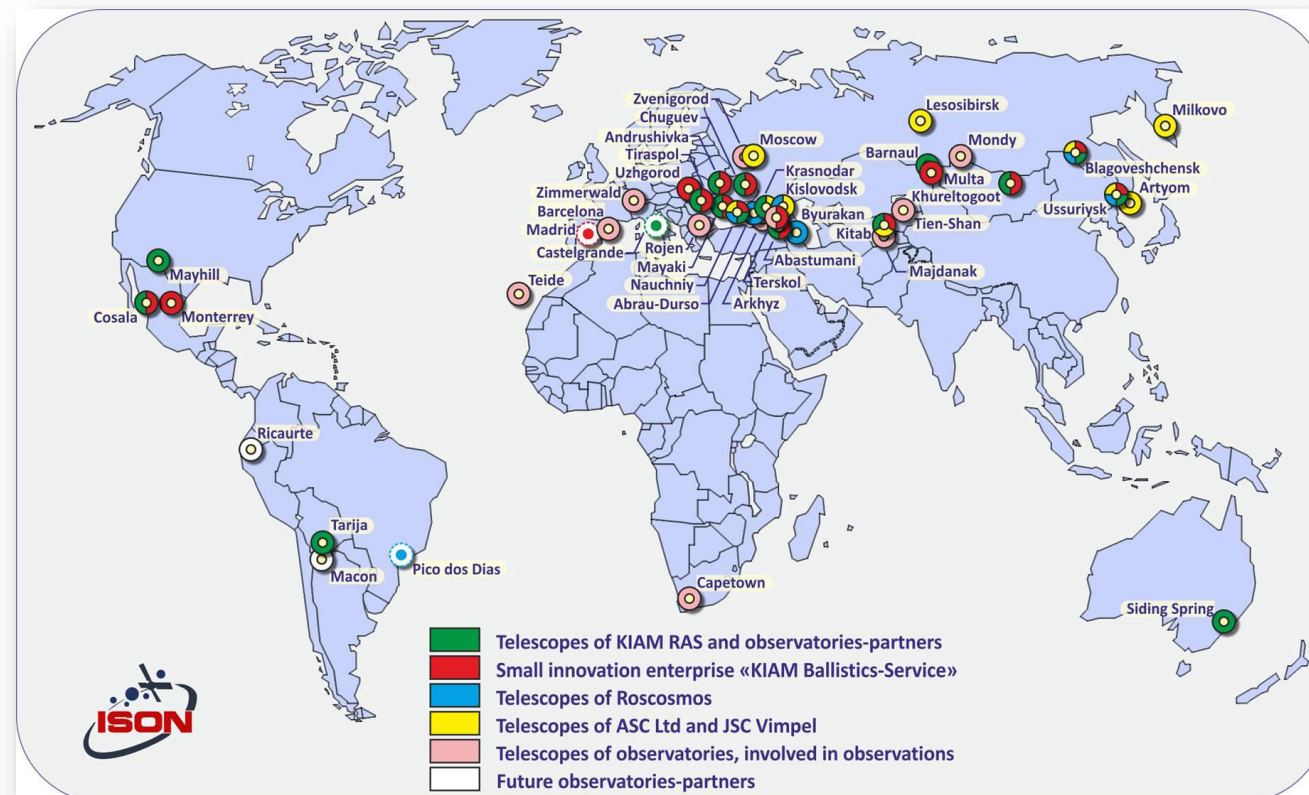 Zvenigorod
Chuguev
Andrushivka
Tiraspol
Uzhgorod
Zimmerwald
Barcelona
Madrid
Castelgrande
Rojen
Mayaki
Nauchniy
Abrau-Durso
Teide
Moscow
Krasnodar
Kislovodsk
Byurakan
Kitab
Abastumani
Terskol
Arkhyz
Lesosibirsk
Milkovo
Barnaul
Mondy
Multa
Khureltogoot
Tien-Shan
Majdanak
Blagoveshchensk
Artyom
Ussuriysk
Mayhill
Cosala
Monterrey
Ricaurte
Tarija
Macon
Pico dos Dias
Capetown
Siding Spring
Telescopes of KIAM RAS and observatories-partners
Small innovation enterprise «KIAM Ballistics-Service»
Telescopes of Roscosmos
Telescopes of ASC Ltd and JSC Vimpel
Telescopes of observatories, involved in observations
Future observatories-partners
ISON